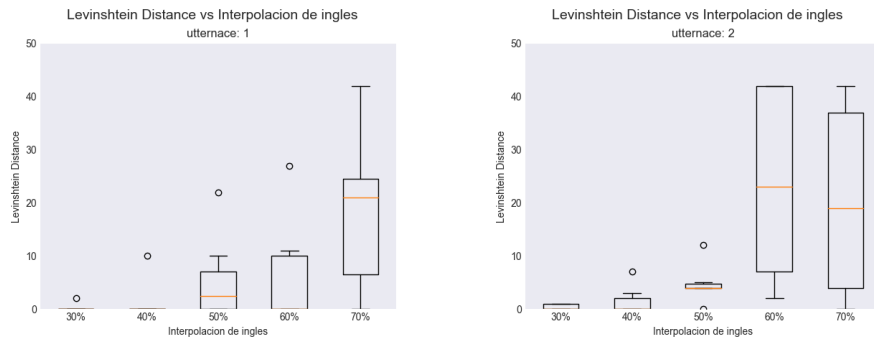 Levinshtein Distance vs Interpolacion de ingles
utternace: 1
50
40
30
20
10
0
Levinshtein Distance
30% 40% 50% 60% 70%
Interpolacion de ingles
Levinshtein Distance vs Interpolacion de ingles
utternace: 2
50
40
30
20
10
0
Levinshtein Distance
30% 40% 50% 60% 70%
Interpolacion de ingles